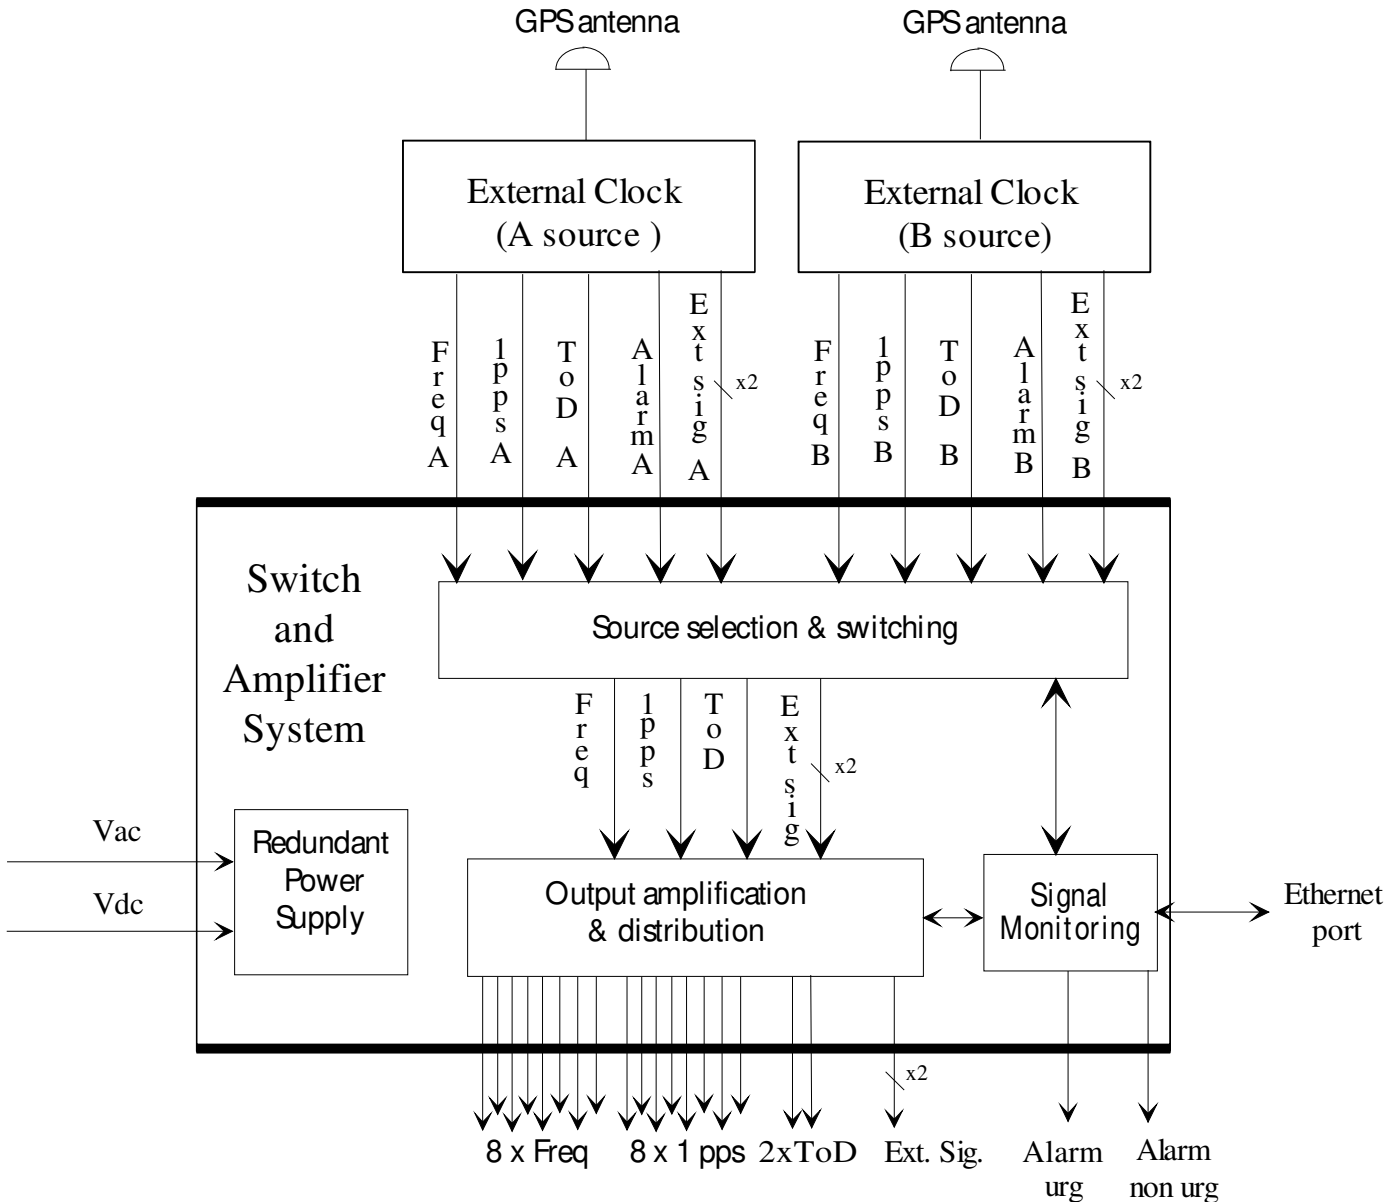 GPS antenna
GPS antenna
External Clock
(A source )
External Clock
(B source)
Freq A
1pps A
ToD A
Alarm A
Ext sig A
x2
Freq B
1pps B
ToD B
Alarm B
Ext sig B
x2
Switch
and
Amplifier
System
Source selection & switching
Freq
1pps
ToD
Ext sig
x2
Vac
Vdc
Redundant
Power
Supply
Output amplification
& distribution
Signal
Monitoring
Ethernet
port
x2
8 x Freq
8 x 1 pps
2xToD
Ext. Sig.
Alarm
urg
Alarm
non urg